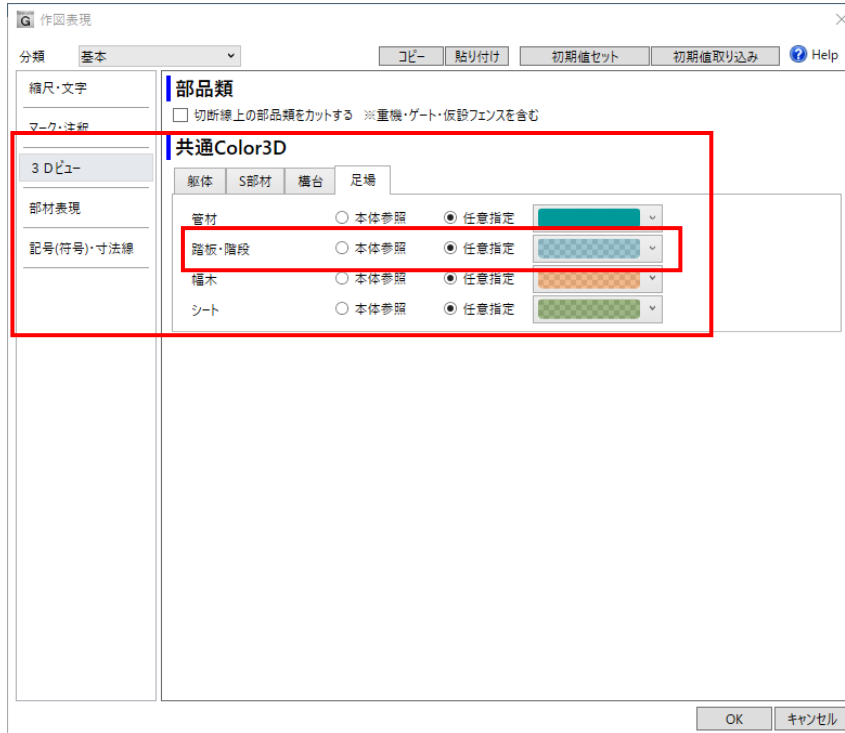 G 作図表現
分類 基本 コピー 貼り付け 初期値セット 初期値取り込み ? Help
縮尺・文字
マーク・注釈
3Dビュー
部材表現
記号(符号)・寸法線
部品類
切断線上の部品類をカットする ※重機・ゲート・仮設フェンスを含む
共通Color3D
躯体 S部材 構台 足場
管材 本体参照 任意指定
踏板・階段 本体参照 任意指定
幅木 本体参照 任意指定
シート 本体参照 任意指定
OK キャンセル